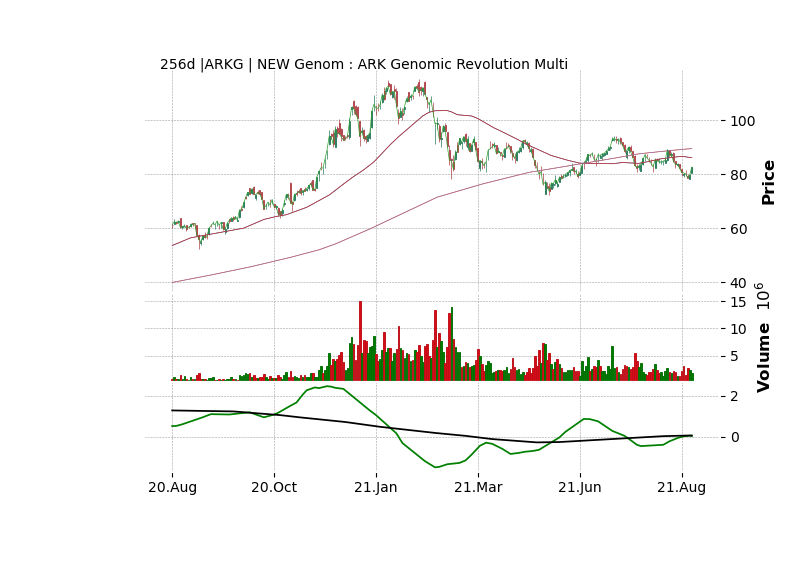 256d |ARKG | NEW Genom : ARK Genomic Revolution Multi
100
80
60
40
Price
15
10
5
Volume 10^6
2
0
20.Aug 20.Oct 21.Jan 21.Mar 21.Jun 21.Aug